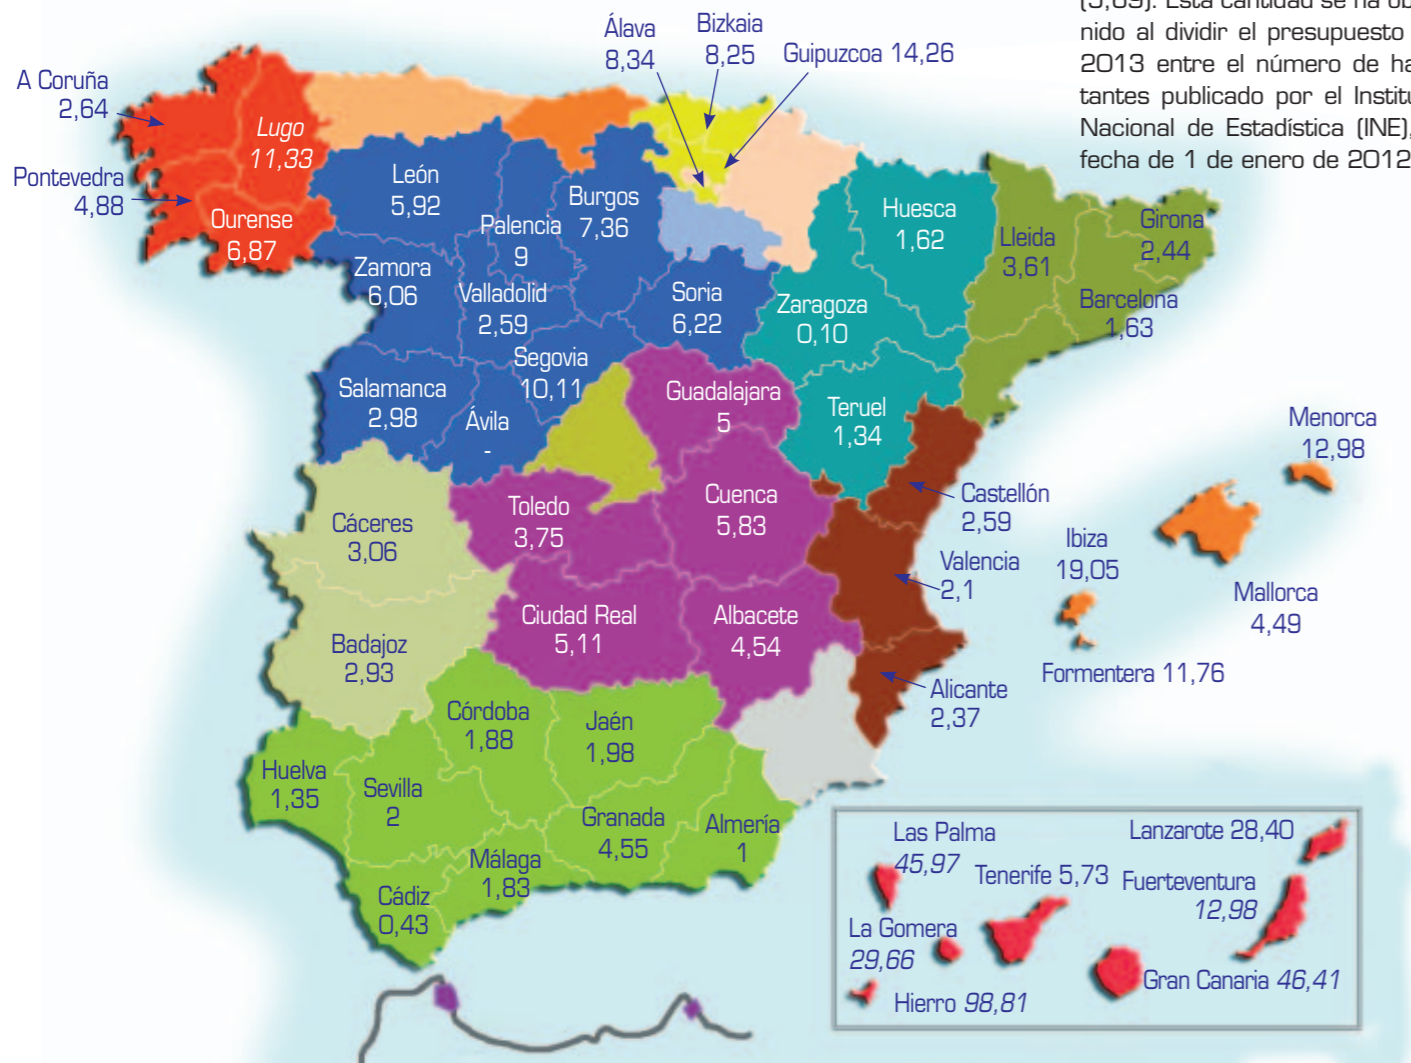 (5,69). Esta cantidad se ha ob
nido al dividir el presupuesto
2013 entre el número de ha
tantes publicado por el Institu
Nacional de Estadística (INE),
fecha de 1 de enero de 2012
Álava
8,34
Bizkaia
8,25
Guipuzcoa 14,26
A Coruña
2,64
Lugo
11,33
Pontevedra
4,88
Ourense
6,87
León
5,92
Palencia
9
Burgos
7,36
Zamora
6,06
Valladolid
2,59
Soria
6,22
Segovia
10,11
Salamanca
2,98
Ávila
-
Huesca
1,62
Zaragoza
0,10
Teruel
1,34
Lleida
3,61
Girona
2,44
Barcelona
1,63
Guadalajara
5
Toledo
3,75
Cuenca
5,83
Ciudad Real
5,11
Albacete
4,54
Cáceres
3,06
Badajoz
2,93
Castellón
2,59
Valencia
2,1
Alicante
2,37
Menorca
12,98
Ibiza
19,05
Mallorca
4,49
Formentera 11,76
Huelva
1,35
Sevilla
2
Córdoba
1,88
Jaén
1,98
Granada
4,55
Almería
1
Málaga
1,83
Cádiz
0,43
Las Palma
45,97
Lanzarote 28,40
Tenerife 5,73
Fuerteventura
12,98
La Gomera
29,66
Gran Canaria 46,41
Hierro 98,81